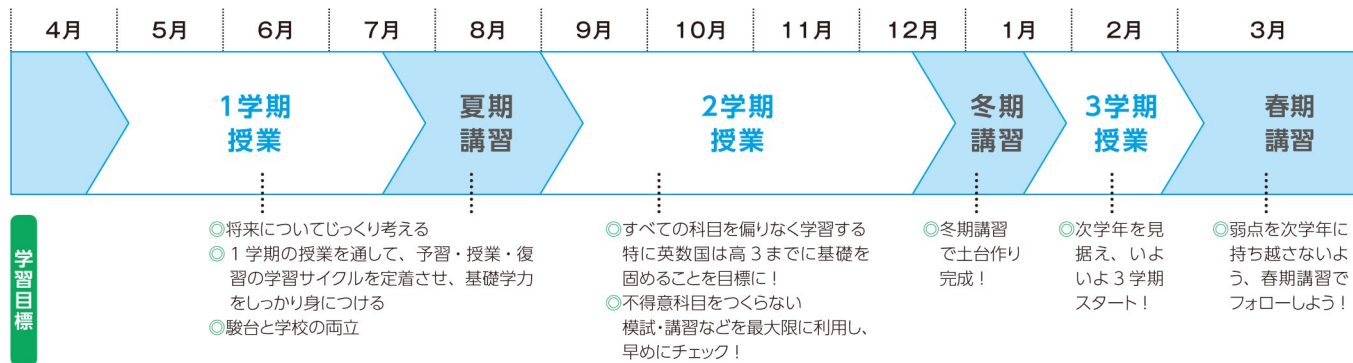 4月 5月 6月 7月 8月 9月 10月 11月 12月 1月 2月 3月
1学期
授業
夏期
講習
2学期
授業
冬期
講習
3学期
授業
春期
講習
学習目標
◎将来についてじっくり考える
◎1学期の授業を通して、予習・授業・復
習の学習サイクルを定着させ、基礎学力
をしっかり身につける
◎駿台と学校の両立
◎すべての科目を偏りなく学習する
特に英数国は高3までに基礎を
固めることを目標に！
◎不得意科目をつくらない
模試・講習などを最大限に利用し、
早めにチェック！
◎冬期講習
で土台作り
完成！
◎次学年を見
据え、いよ
いよ3学期
スタート！
◎弱点を次学年に
持ち越さないよ
う、春期講習で
フォローしよう！